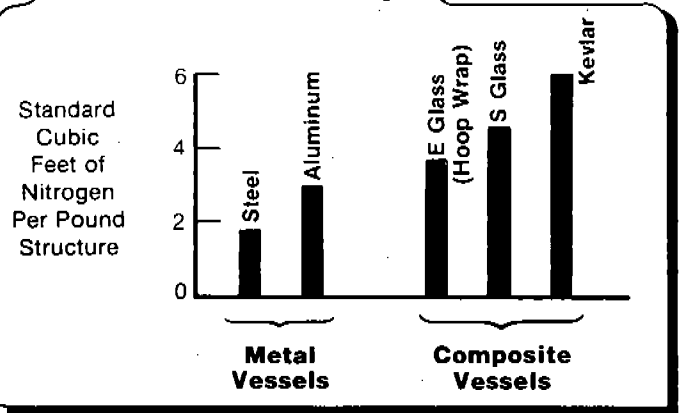 Standard
Cubic
Feet of
Nitrogen
Per Pound
Structure
6
4
2
0
Steel
Aluminum
E Glass
(Hoop Wrap)
S Glass
Kevlar
Metal
Vessels
Composite
Vessels